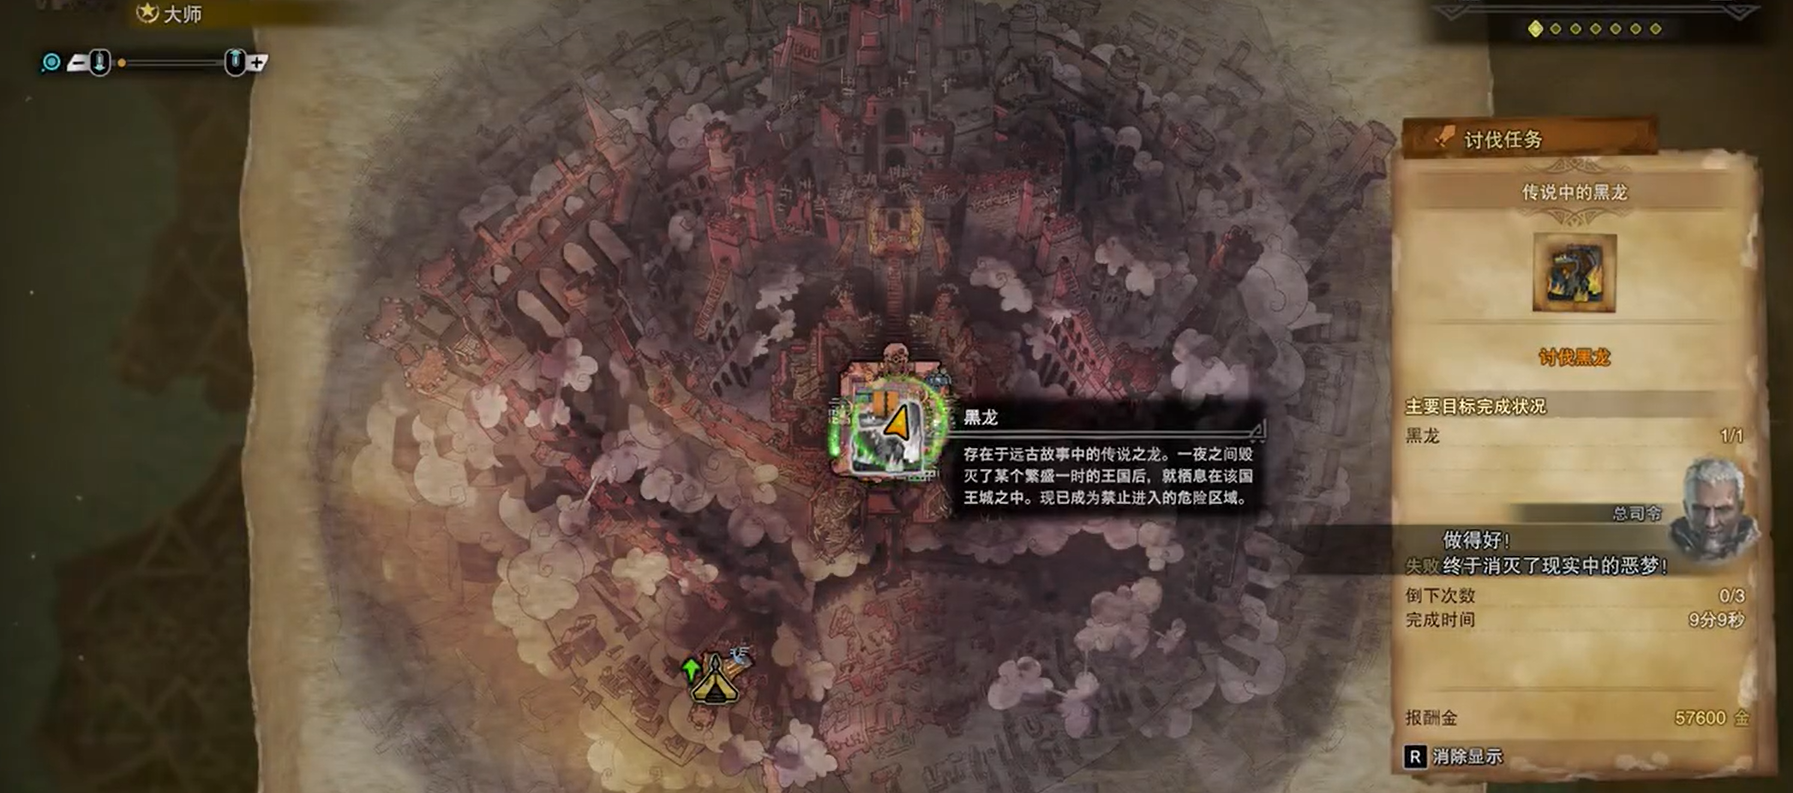 大师
讨伐任务
传说中的黑龙
讨伐黑龙
主要目标完成状况
黑龙 1/1
黑龙
存在于远古故事中的传说之龙。一夜之间毁
灭了某个繁盛一时的王国后，就栖息在该国
王城之中。现已成为禁止进入的危险区域。
总司令
做得好！
失败
终于消灭了现实中的恶梦！
倒下次数 0/3
完成时间 9分9秒
报酬金 57600 金
R 消除显示